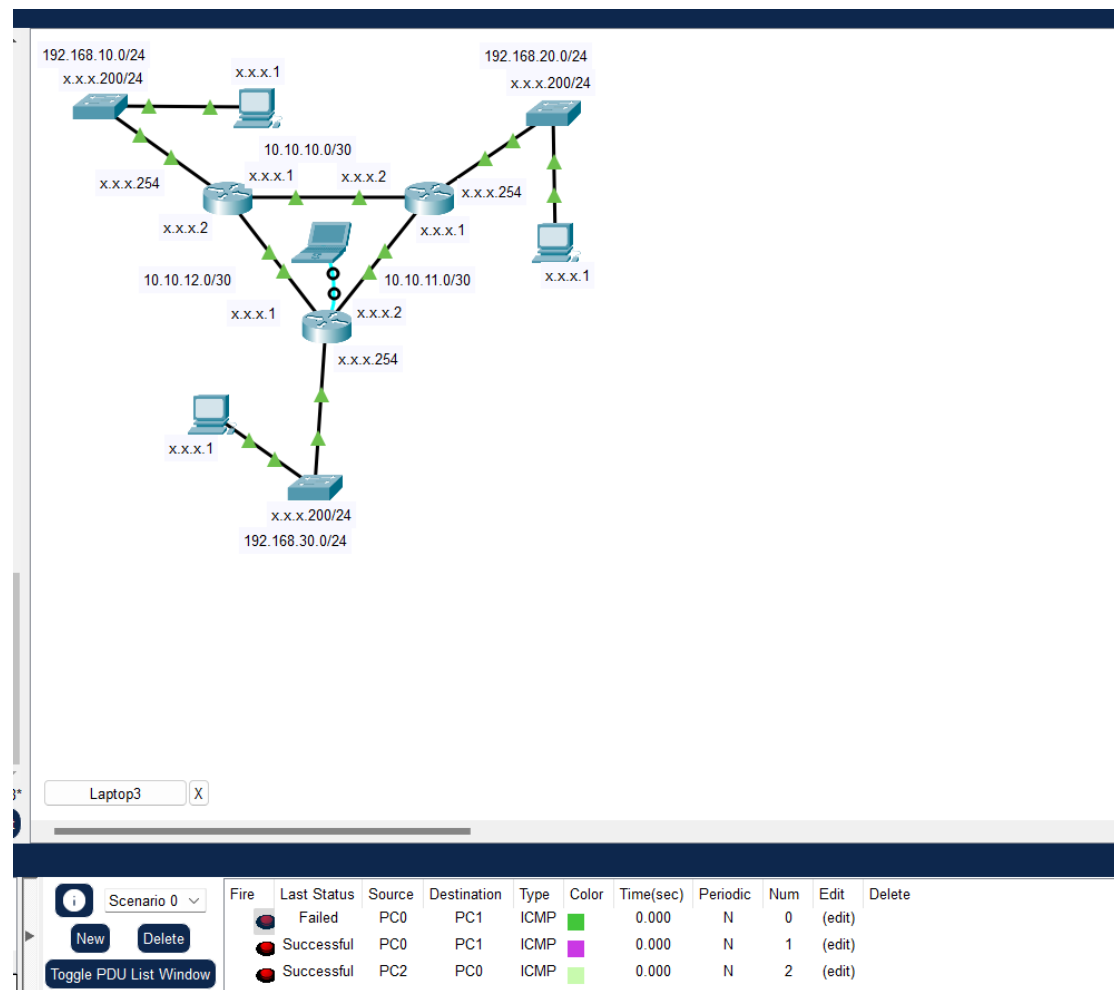 192.168.10.0/24
x.x.x.200/24
x.x.x.1
192.168.20.0/24
x.x.x.200/24
10.10.10.0/30
x.x.x.254
x.x.x.1
x.x.x.2
x.x.x.254
x.x.x.2
x.x.x.1
10.10.12.0/30
10.10.11.0/30
x.x.x.1
x.x.x.1
x.x.x.2
x.x.x.254
x.x.x.1
x.x.x.200/24
192.168.30.0/24
Laptop3 X
Scenario 0
New Delete
Toggle PDU List Window
Fire Last Status Source Destination Type Color Time(sec) Periodic Num Edit Delete
Failed PC0 PC1 ICMP 0.000 N 0 (edit)
Successful PC0 PC1 ICMP 0.000 N 1 (edit)
Successful PC2 PC0 ICMP 0.000 N 2 (edit)